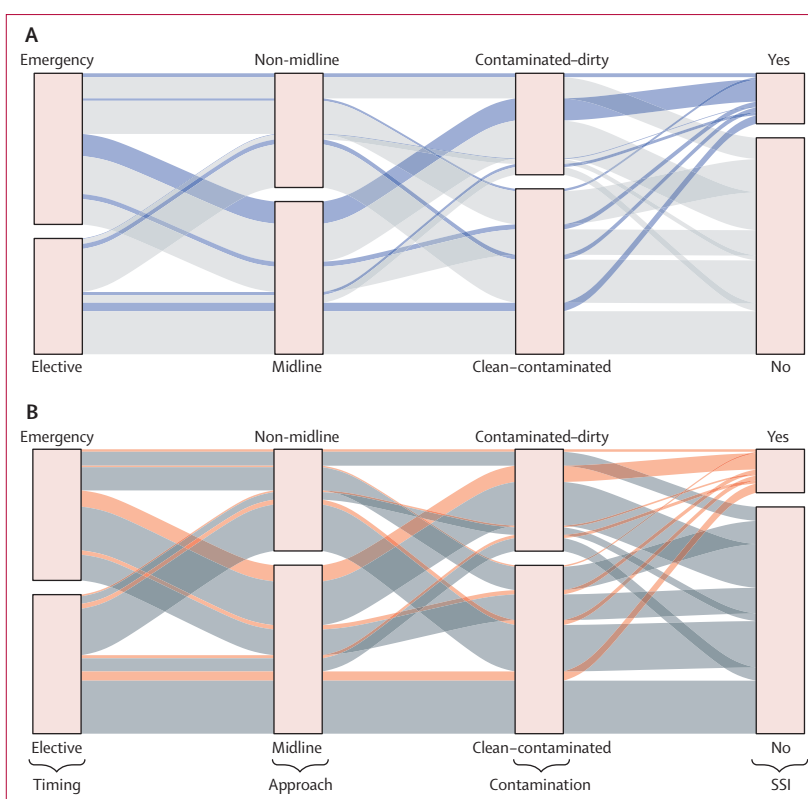 A
Emergency Non-midline Contaminated–dirty Yes
Elective Midline Clean–contaminated No
B
Emergency Non-midline Contaminated–dirty Yes
Elective Midline Clean–contaminated No
Timing Approach Contamination SSI